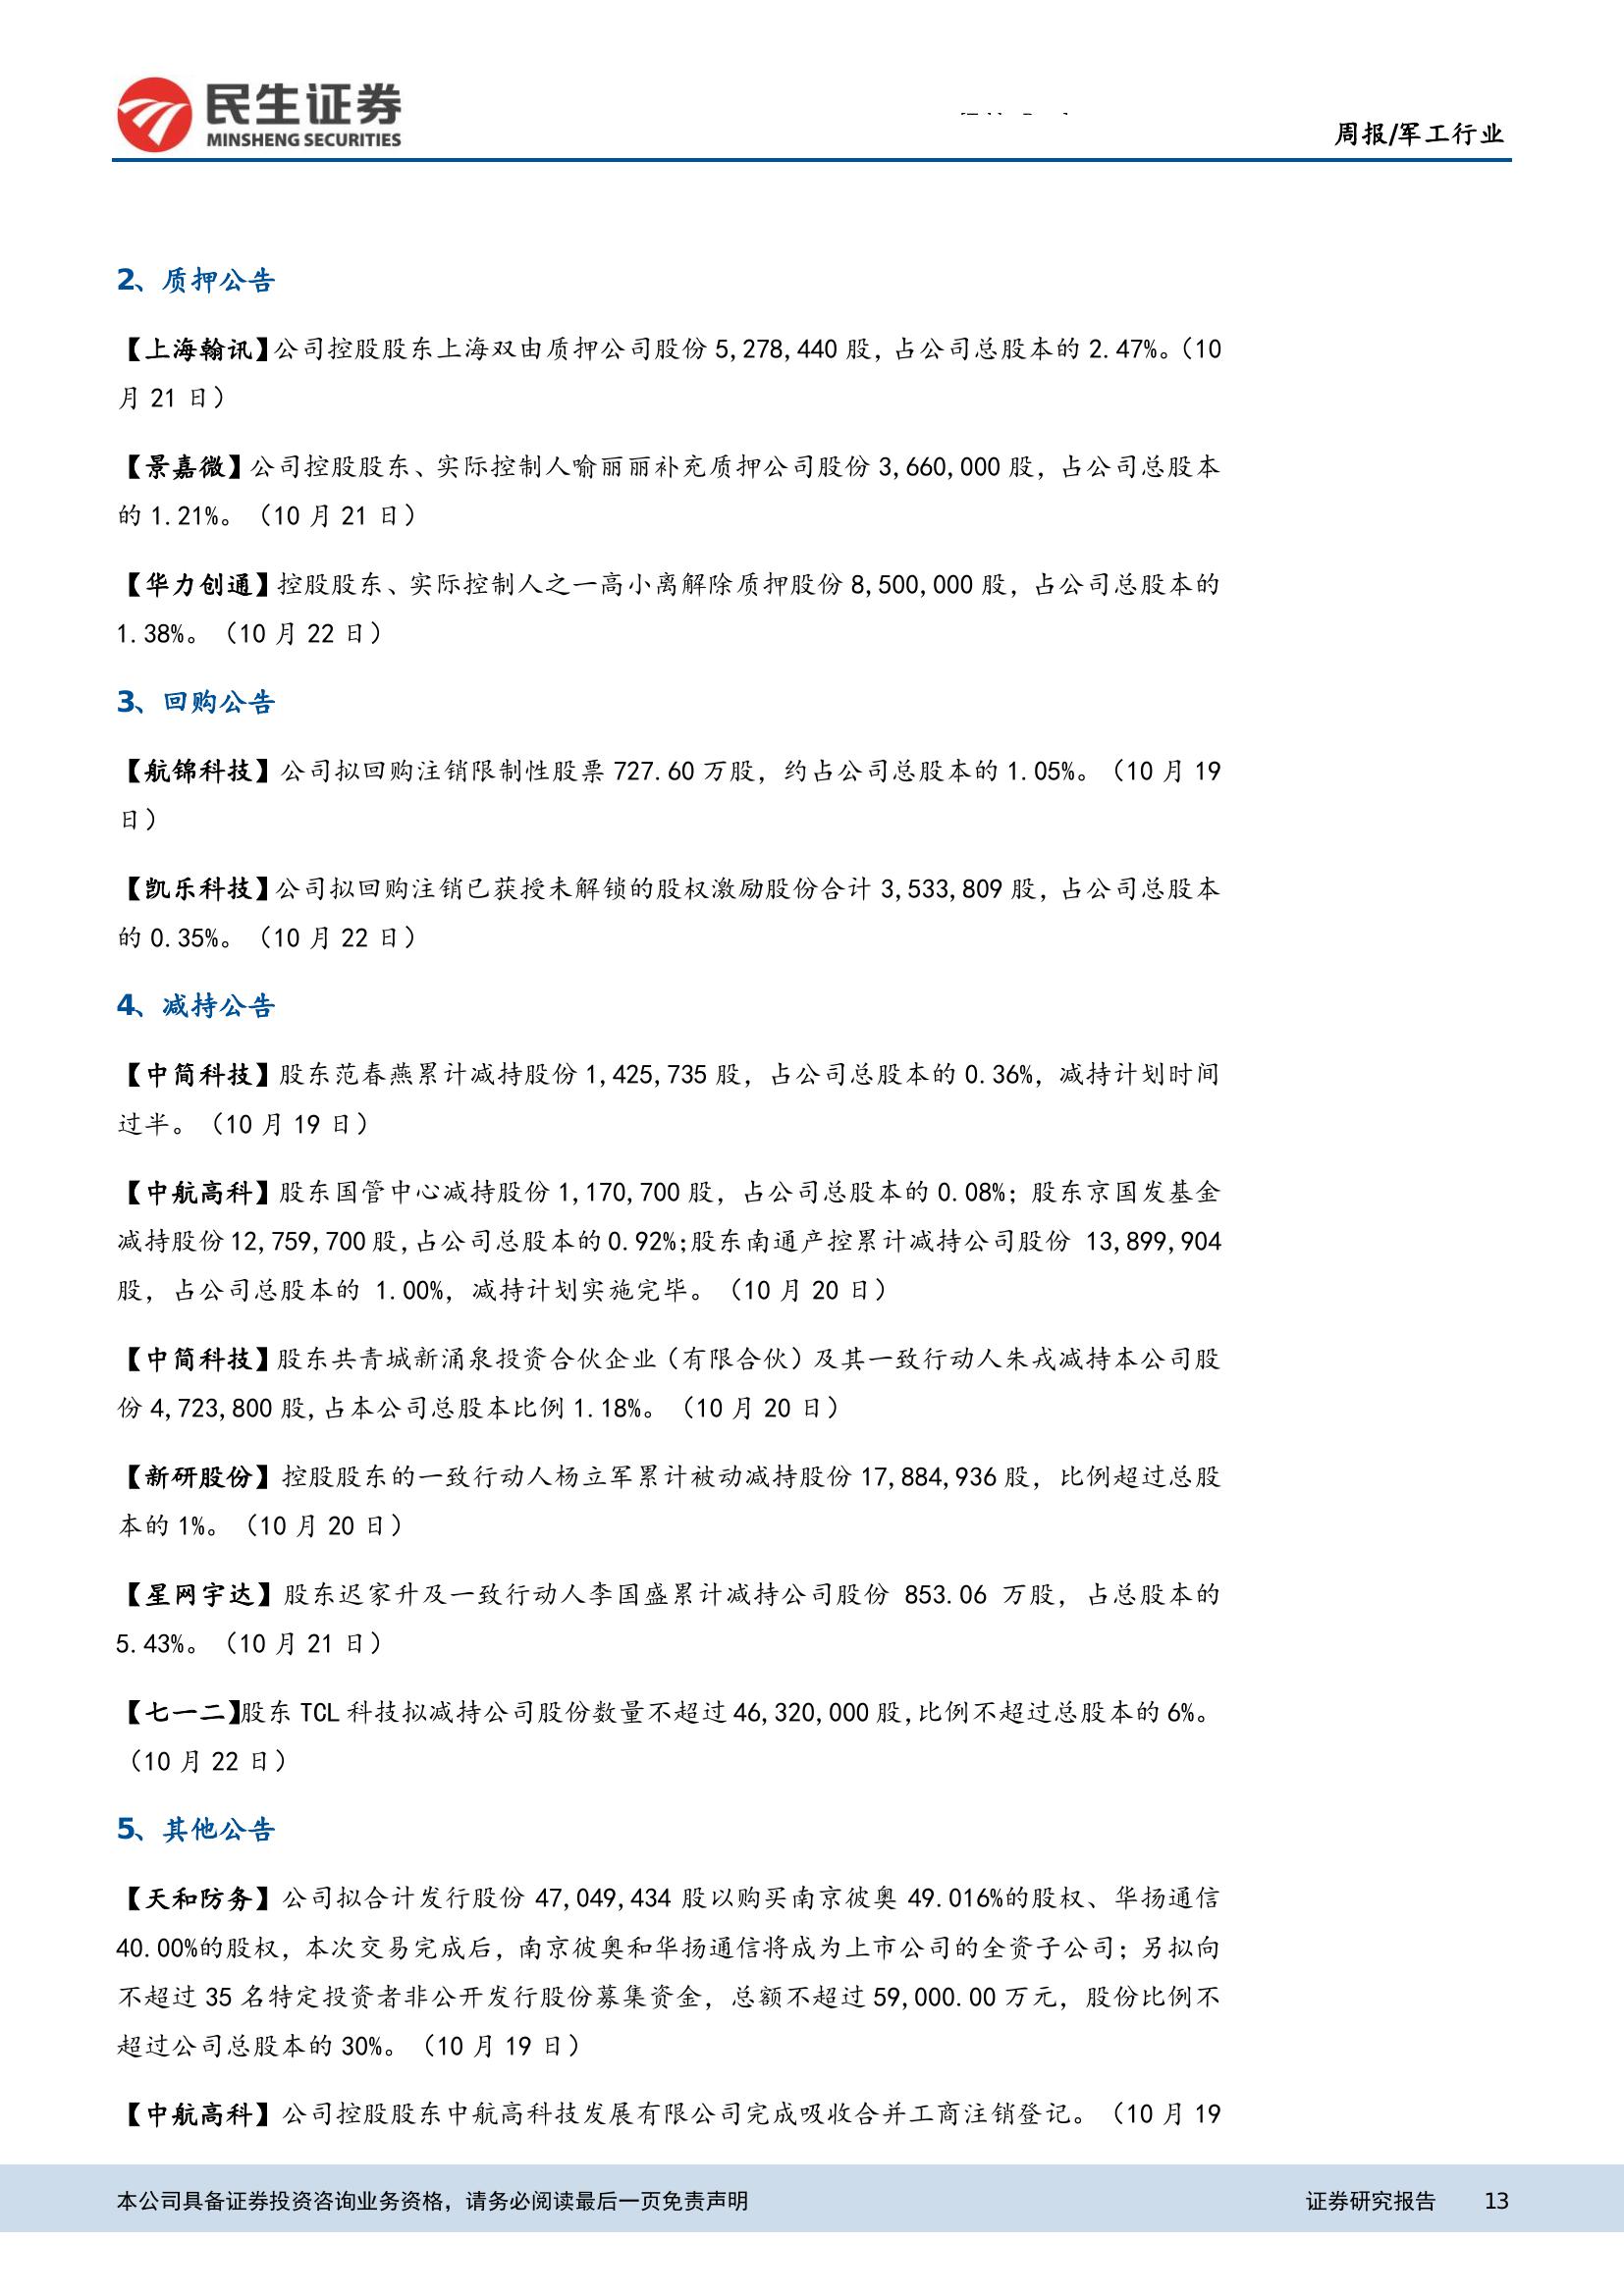 民生证券
MINSHENG SECURITIES
周报/军工行业
2、质押公告
【上海翰讯】公司控股股东上海双由质押公司股份 5,278,440 股，占公司总股本的 2.47%。（10
月 21 日）
【景嘉微】公司控股股东、实际控制人喻丽丽补充质押公司股份 3,660,000 股，占公司总股本
的 1.21%。（10 月 21 日）
【华力创通】控股股东、实际控制人之一高小离解除质押股份 8,500,000 股，占公司总股本的
1.38%。（10 月 22 日）
3、回购公告
【航锦科技】公司拟回购注销限制性股票 727.60 万股，约占公司总股本的 1.05%。（10 月 19
日）
【凯乐科技】公司拟回购注销已获授未解锁的股权激励股份合计 3,533,809 股，占公司总股本
的 0.35%。（10 月 22 日）
4、减持公告
【中简科技】股东范春燕累计减持股份 1,425,735 股，占公司总股本的 0.36%，减持计划时间
过半。（10 月 19 日）
【中航高科】股东国管中心减持股份 1,170,700 股，占公司总股本的 0.08%；股东京国发基金
减持股份 12,759,700 股,占公司总股本的 0.92%;股东南通产控累计减持公司股份 13,899,904
股，占公司总股本的 1.00%，减持计划实施完毕。（10 月 20 日）
【中简科技】股东共青城新涌泉投资合伙企业（有限合伙）及其一致行动人朱戎减持本公司股
份 4,723,800 股,占本公司总股本比例 1.18%。（10 月 20 日）
【新研股份】控股股东的一致行动人杨立军累计被动减持股份 17,884,936 股，比例超过总股
本的 1%。（10 月 20 日）
【星网宇达】股东迟家升及一致行动人李国盛累计减持公司股份 853.06 万股，占总股本的
5.43%。（10 月 21 日）
【七一二】股东 TCL 科技拟减持公司股份数量不超过 46,320,000 股,比例不超过总股本的 6%。
（10 月 22 日）
5、其他公告
【天和防务】公司拟合计发行股份 47,049,434 股以购买南京彼奥 49.016%的股权、华扬通信
40.00%的股权，本次交易完成后，南京彼奥和华扬通信将成为上市公司的全资子公司；另拟向
不超过 35 名特定投资者非公开发行股份募集资金，总额不超过 59,000.00 万元，股份比例不
超过公司总股本的 30%。（10 月 19 日）
【中航高科】公司控股股东中航高科技发展有限公司完成吸收合并工商注销登记。（10 月 19
本公司具备证券投资咨询业务资格，请务必阅读最后一页免责声明
证券研究报告 13